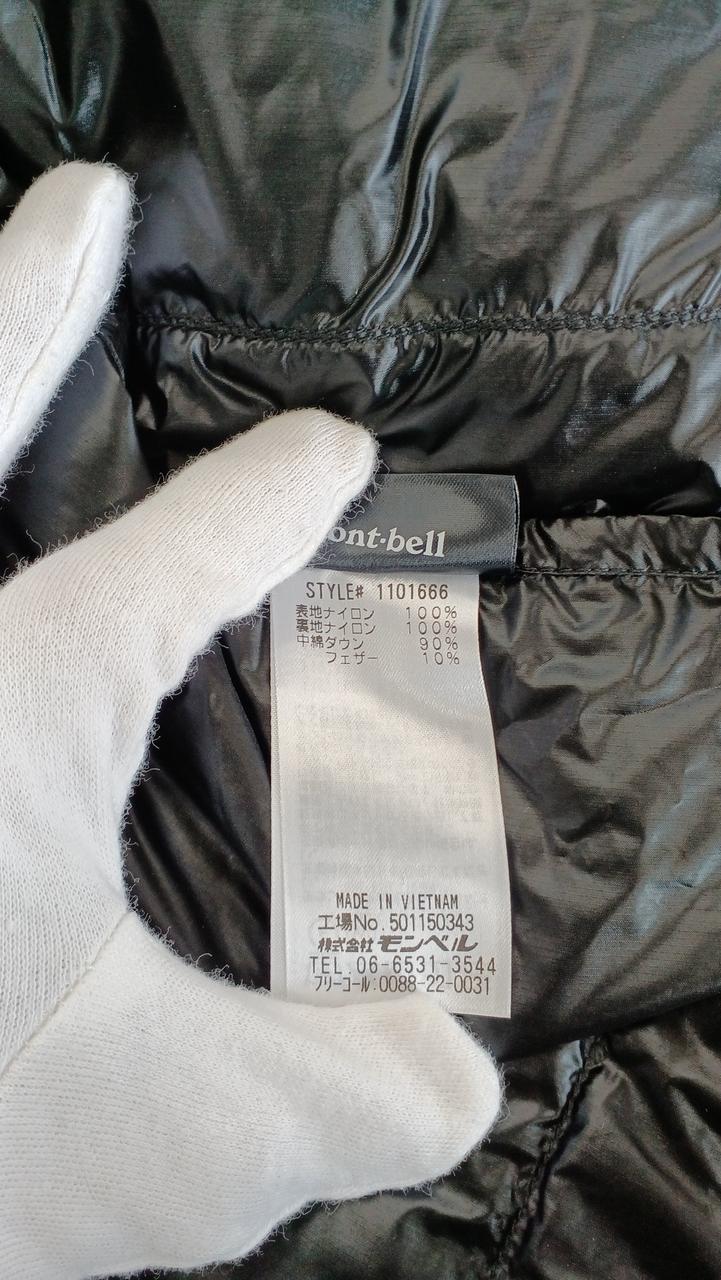 ont·bell
STYLE# 1101666
表地ナイロン 100%
裏地ナイロン 100%
中綿ダウン 90%
フェザー 10%
MADE IN VIETNAM
工場No.501150343
株式会社モンベル
TEL.06-6531-3544
フリーコール:0088-22-0031